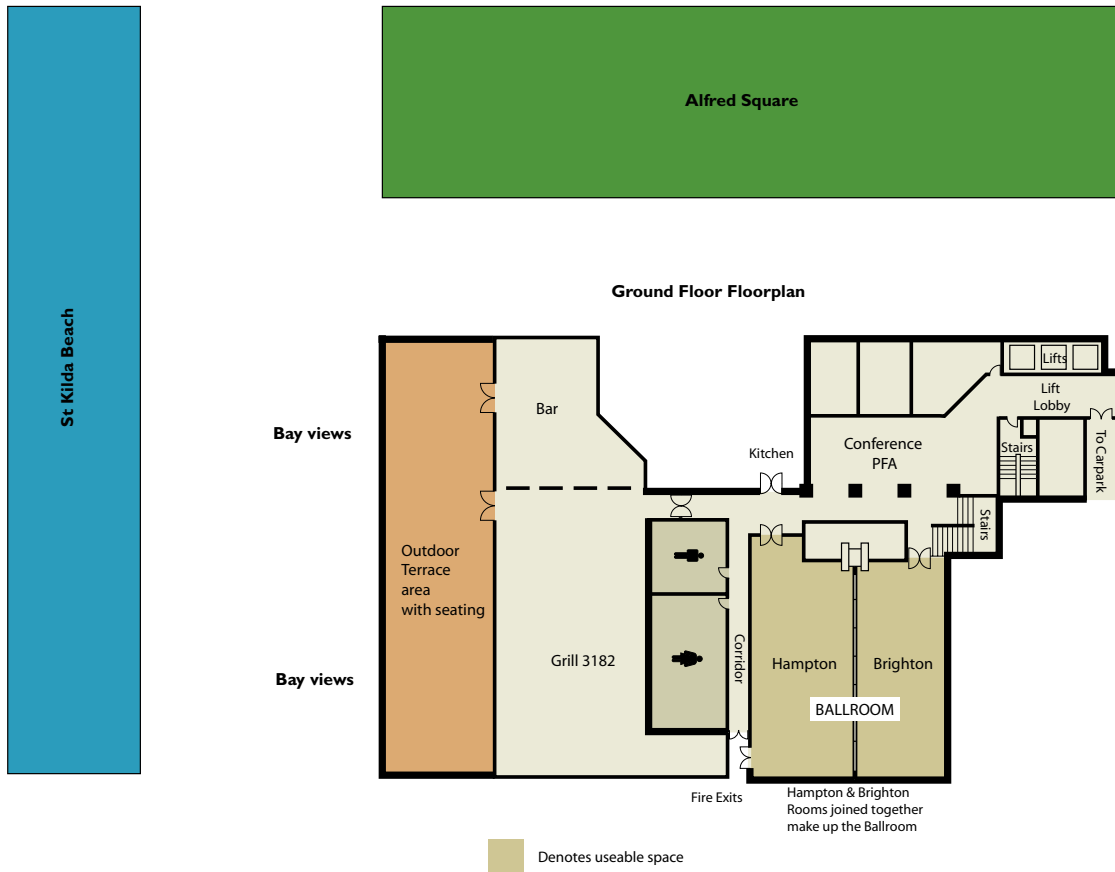 Alfred Square
St Kilda Beach
Ground Floor Floorplan
Lifts
Lift
Lobby
Bar
Bay views
Conference
PFA
Stairs
To Carpark
Kitchen
Stairs
Outdoor
Terrace
area
with seating
Grill 3182
Corridor
Hampton
Brighton
Bay views
BALLROOM
Fire Exits
Hampton & Brighton
Rooms joined together
make up the Ballroom
Denotes useable space